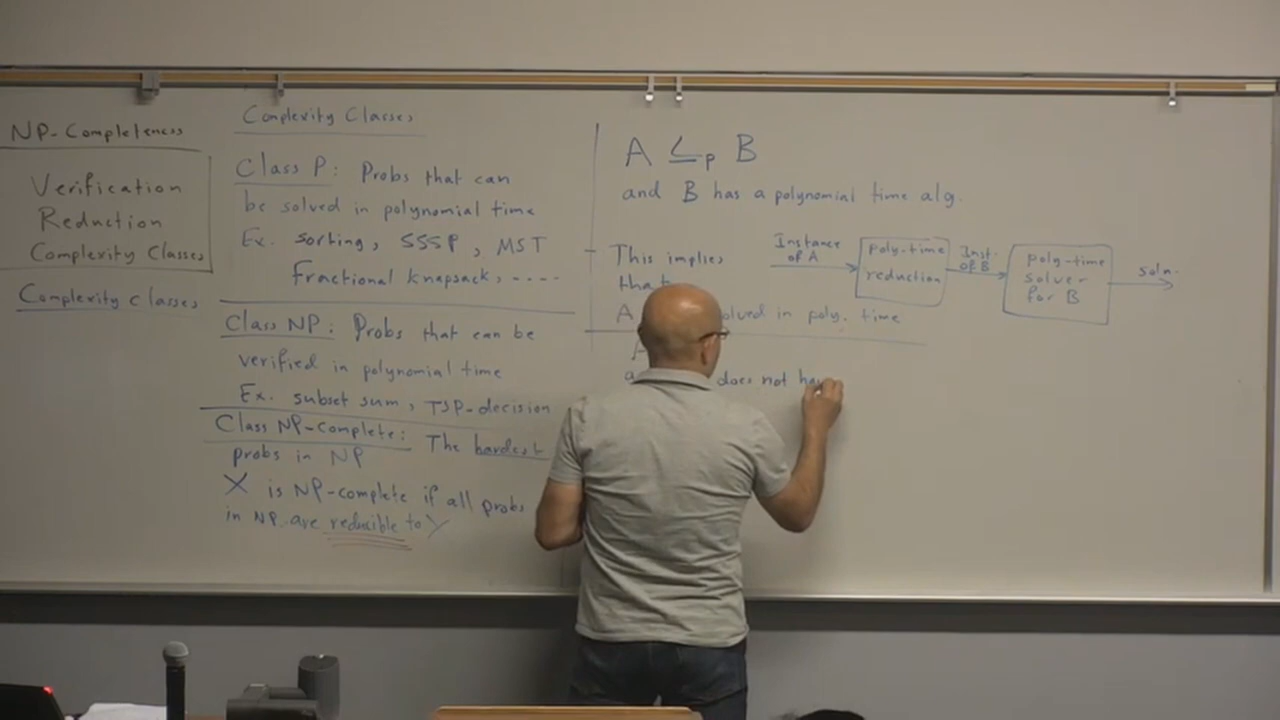 NP-Completeness
Verification
Reduction
Complexity Classes
Complexity classes
Complexity Classes
Class P: Probs that can
be solved in polynomial time
Ex. sorting, SSSP, MST
Fractional knapsack, ----
Class NP: Probs that can be
verified in polynomial time
Ex. subset sum, TSP-decision
Class NP-Complete: The hardest
probs in NP
X is NP-complete if all probs
in NP are reducible to Y
A ≤p B
and B has a polynomial time alg.
This implies
that
A solved in poly. time
Instance
of A
poly-time
reduction
Inst.
of B
poly-time
solver
for B
soln.
does not hav